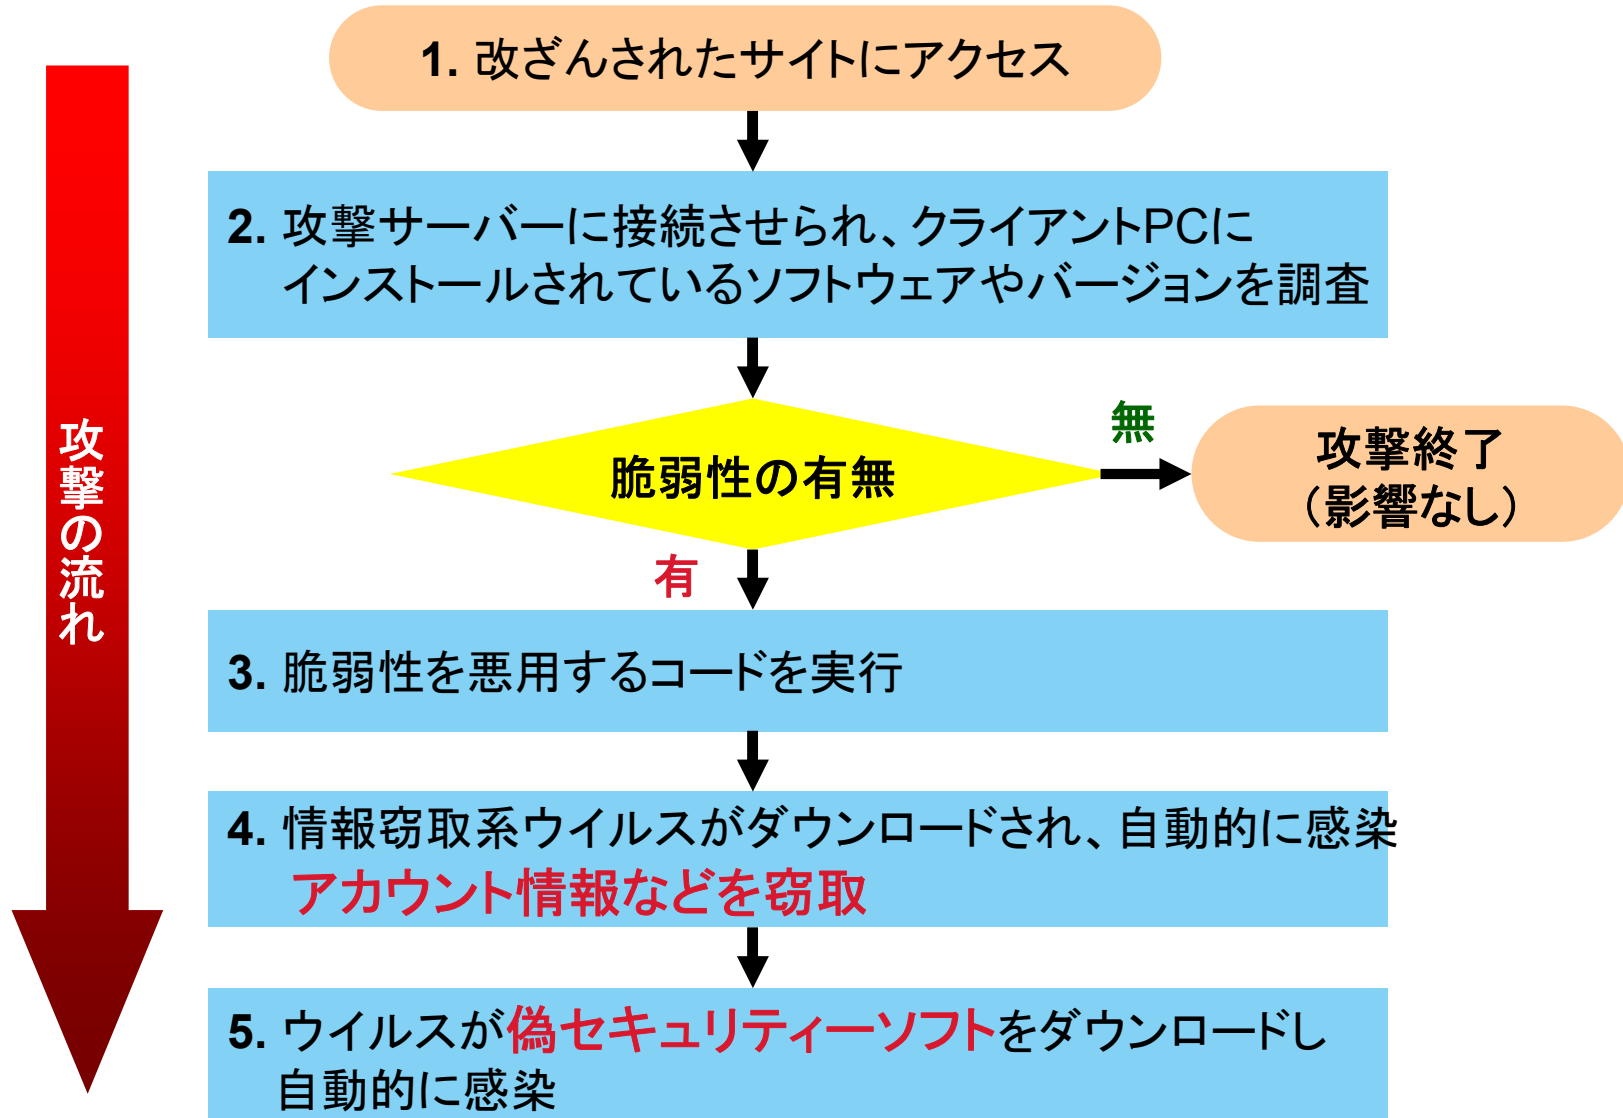 1. 改ざんされたサイトにアクセス
2. 攻撃サーバーに接続させられ、クライアントPCに
インストールされているソフトウェアやバージョンを調査
脆弱性の有無
無
攻撃終了
（影響なし）
有
3. 脆弱性を悪用するコードを実行
4. 情報窃取系ウイルスがダウンロードされ、自動的に感染
アカウント情報などを窃取
5. ウイルスが偽セキュリティーソフトをダウンロードし
自動的に感染
攻撃の流れ